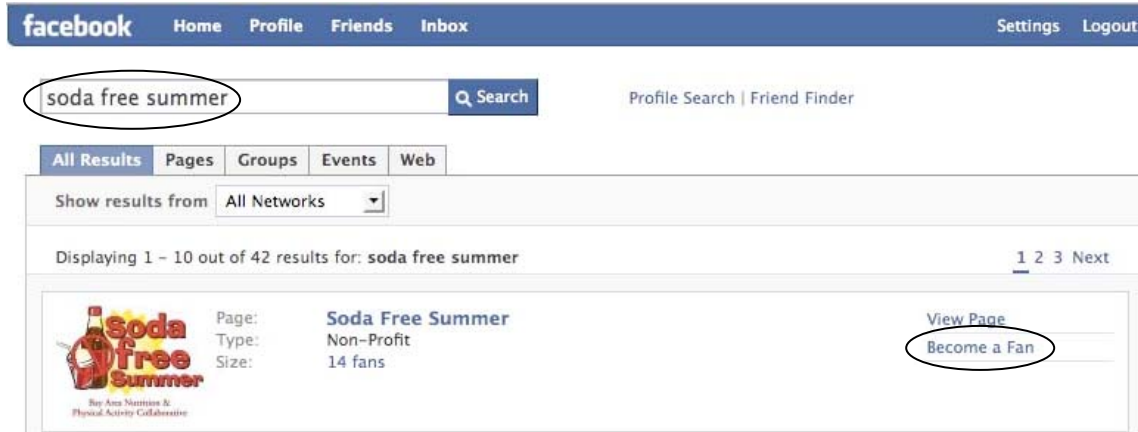 facebook Home Profile Friends Inbox Settings Logout
soda free summer Search Profile Search | Friend Finder
All Results Pages Groups Events Web
Show results from All Networks
Displaying 1 – 10 out of 42 results for: soda free summer 1 2 3 Next
Soda
free
Summer
Bay Area Nutrition &
Physical Activity Collaborative
Page: Soda Free Summer View Page
Type: Non-Profit Become a Fan
Size: 14 fans